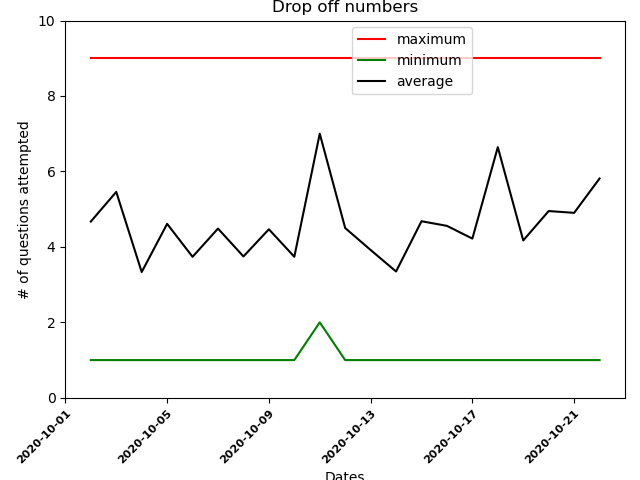 Drop off numbers
maximum
minimum
average
# of questions attempted
10
8
6
4
2
0
2020-10-01
2020-10-05
2020-10-09
2020-10-13
2020-10-17
2020-10-21
Dates